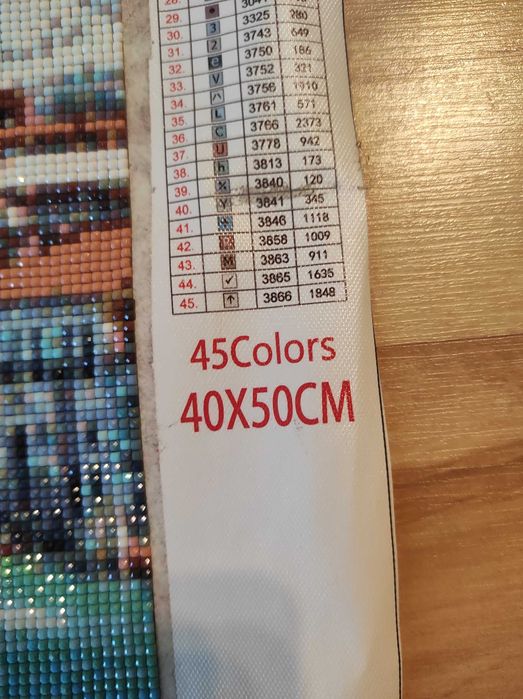 28. 3041
29. ● 3325 280
30. 3 3743 649
31. 2 3750 186
32. e 3752 321
33. V 3756 1910
34. 3761 571
35. L 3766 2373
36. C 3778 942
37. U 3813 173
38. h 3840 120
39. X 3841 345
40. Y 3846 1118
41. 3858 1009
42. 3863 911
43. M 3865 1635
44. ✓ 3866 1848
45. ↑
45Colors
40X50CM